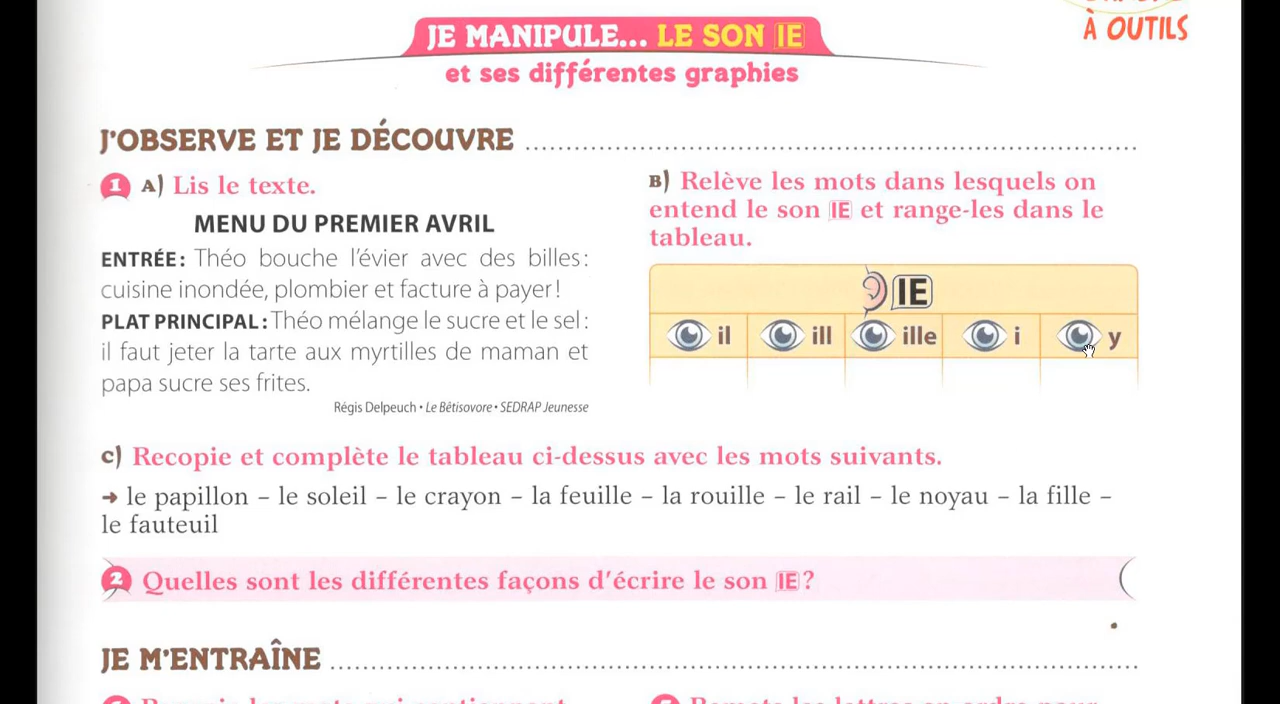 À OUTILS
JE MANIPULE... LE SON IE
et ses différentes graphies
J'OBSERVE ET JE DÉCOUVRE
1 A) Lis le texte.
MENU DU PREMIER AVRIL
ENTRÉE : Théo bouche l'évier avec des billes :
cuisine inondée, plombier et facture à payer !
PLAT PRINCIPAL : Théo mélange le sucre et le sel :
il faut jeter la tarte aux myrtilles de maman et
papa sucre ses frites.
Régis Delpeuch • Le Bêtisovore • SEDRAP Jeunesse
B) Relève les mots dans lesquels on
entend le son IE et range-les dans le
tableau.
IE
il ill ille i y
C) Recopie et complète le tableau ci-dessus avec les mots suivants.
➜ le papillon – le soleil – le crayon – la feuille – la rouille – le rail – le noyau – la fille –
le fauteuil
2 Quelles sont les différentes façons d'écrire le son IE ?
JE M'ENTRAÎNE